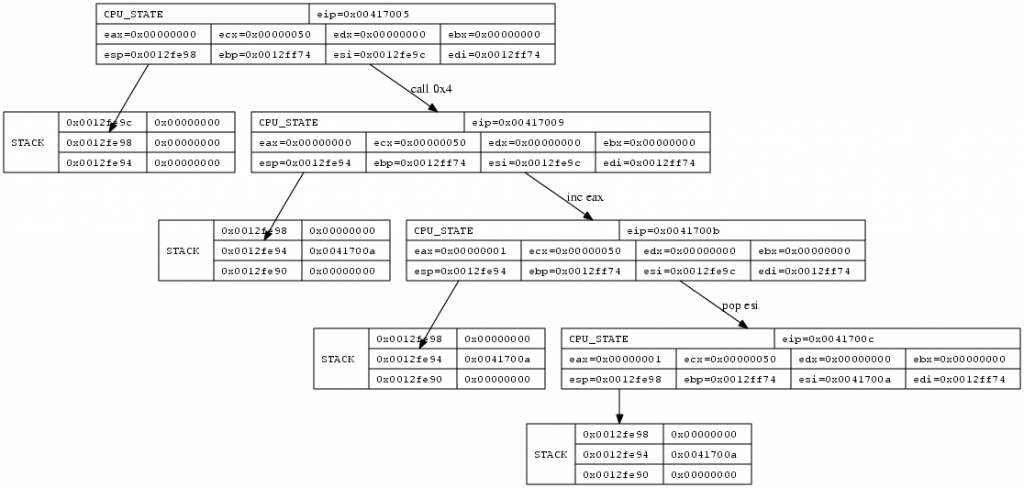 CPU_STATE eip=0x00417005
eax=0x00000000 ecx=0x00000050 edx=0x00000000 ebx=0x00000000
esp=0x0012fe98 ebp=0x0012ff74 esi=0x0012fe9c edi=0x0012ff74
call 0x4
STACK
0x0012fe9c 0x00000000
0x0012fe98 0x00000000
0x0012fe94 0x00000000
CPU_STATE eip=0x00417009
eax=0x00000000 ecx=0x00000050 edx=0x00000000 ebx=0x00000000
esp=0x0012fe94 ebp=0x0012ff74 esi=0x0012fe9c edi=0x0012ff74
inc eax
STACK
0x0012fe98 0x00000000
0x0012fe94 0x0041700a
0x0012fe90 0x00000000
CPU_STATE eip=0x0041700b
eax=0x00000001 ecx=0x00000050 edx=0x00000000 ebx=0x00000000
esp=0x0012fe94 ebp=0x0012ff74 esi=0x0012fe9c edi=0x0012ff74
pop esi
STACK
0x0012fe98 0x00000000
0x0012fe94 0x0041700a
0x0012fe90 0x00000000
CPU_STATE eip=0x0041700c
eax=0x00000001 ecx=0x00000050 edx=0x00000000 ebx=0x00000000
esp=0x0012fe98 ebp=0x0012ff74 esi=0x0041700a edi=0x0012ff74
STACK
0x0012fe98 0x00000000
0x0012fe94 0x0041700a
0x0012fe90 0x00000000